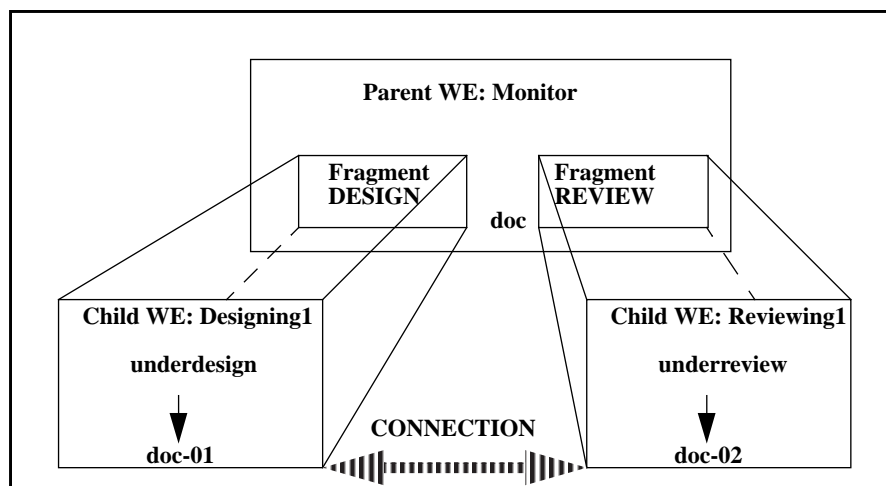 Parent WE: Monitor
Fragment
DESIGN
Fragment
REVIEW
doc
Child WE: Designing1
underdesign
doc-01
Child WE: Reviewing1
underreview
doc-02
CONNECTION